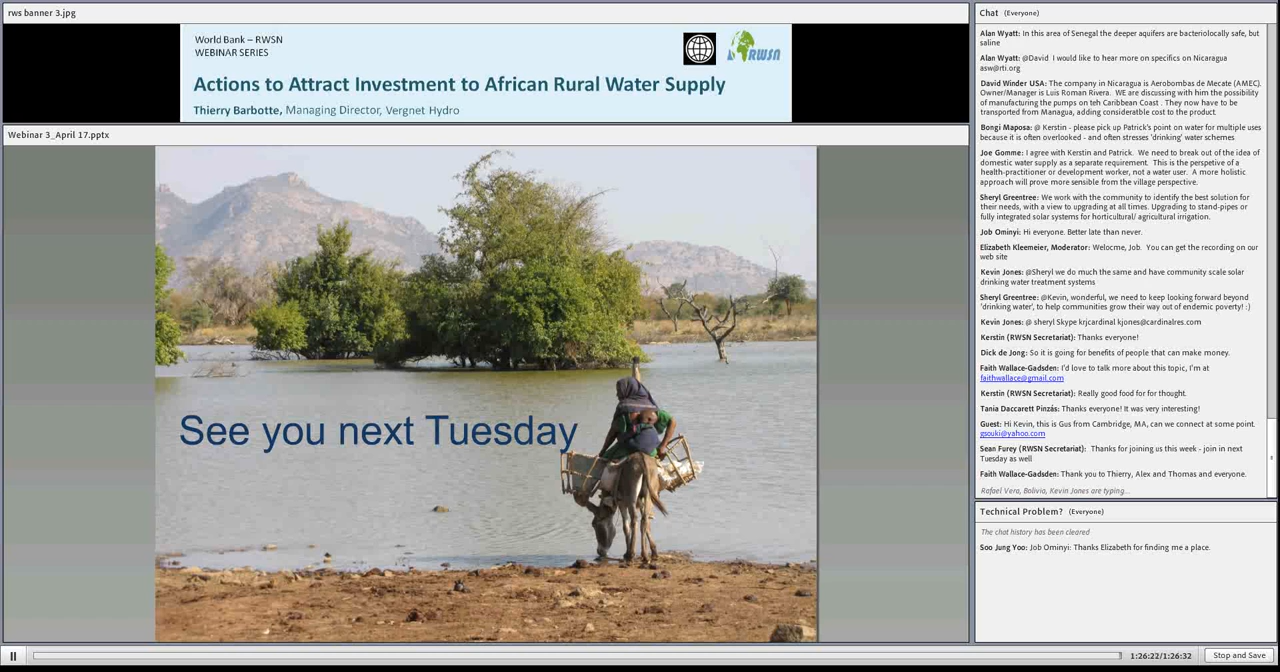 rws banner 3.jpg
World Bank – RWSN
WEBINAR SERIES
RWSN
Actions to Attract Investment to African Rural Water Supply
Thierry Barbotte, Managing Director, Vergnet Hydro
Webinar 3_April 17.pptx
See you next Tuesday
1:26:22/1:26:32
Stop and Save
Chat (Everyone)
Alan Wyatt: In this area of Senegal the deeper aquifers are bacteriolocally safe, but
saline
Alan Wyatt: @David I would like to hear more on specifics on Nicaragua
asw@rti.org
David Winder USA: The company in Nicaragua is Aerobombas de Mecate (AMEC).
Owner/Manager is Luis Roman Rivera. WE are discussing with him the possibility
of manufacturing the pumps on teh Caribbean Coast . They now have to be
transported from Managua, adding consideratble cost to the product.
Bongi Maposa: @ Kerstin - please pick up Patrick's point on water for multiple uses
because it is often overlooked - and often stresses 'drinking' water schemes
Joe Gomme: I agree with Kerstin and Patrick. We need to break out of the idea of
domestic water supply as a separate requirement. This is the perspetive of a
health-practitioner or development worker, not a water user. A more holistic
approach will prove more sensible from the village perspective.
Sheryl Greentree: We work with the community to identify the best solution for
their needs, with a view to upgrading at all times. Upgrading to stand-pipes or
fully integrated solar systems for horticultural/ agricultural irrigation.
Job Ominyi: Hi everyone. Better late than never.
Elizabeth Kleemeier, Moderator: Welocme, Job. You can get the recording on our
web site
Kevin Jones: @Sheryl we do much the same and have community scale solar
drinking water treatment systems
Sheryl Greentree: @Kevin, wonderful, we need to keep looking forward beyond
'drinking water', to help communities grow their way out of endemic poverty! :)
Kevin Jones: @ sheryl Skype krjcardinal kjones@cardinalres.com
Kerstin (RWSN Secretariat): Thanks everyone!
Dick de Jong: So it is going for benefits of people that can make money.
Faith Wallace-Gadsden: I'd love to talk more about this topic, I'm at
faithwallace@gmail.com
Kerstin (RWSN Secretariat): Really good food for for thought.
Tania Daccarett Pinzás: Thanks everyone! It was very interesting!
Guest: Hi Kevin, this is Gus from Cambridge, MA, can we connect at some point.
gsouki@yahoo.com
Sean Furey (RWSN Secretariat): Thanks for joining us this week - join in next
Tuesday as well
Faith Wallace-Gadsden: Thank you to Thierry, Alex and Thomas and everyone.
Rafael Vera, Bolivia, Kevin Jones are typing...
Technical Problem? (Everyone)
The chat history has been cleared
Soo Jung Yoo: Job Ominyi: Thanks Elizabeth for finding me a place.